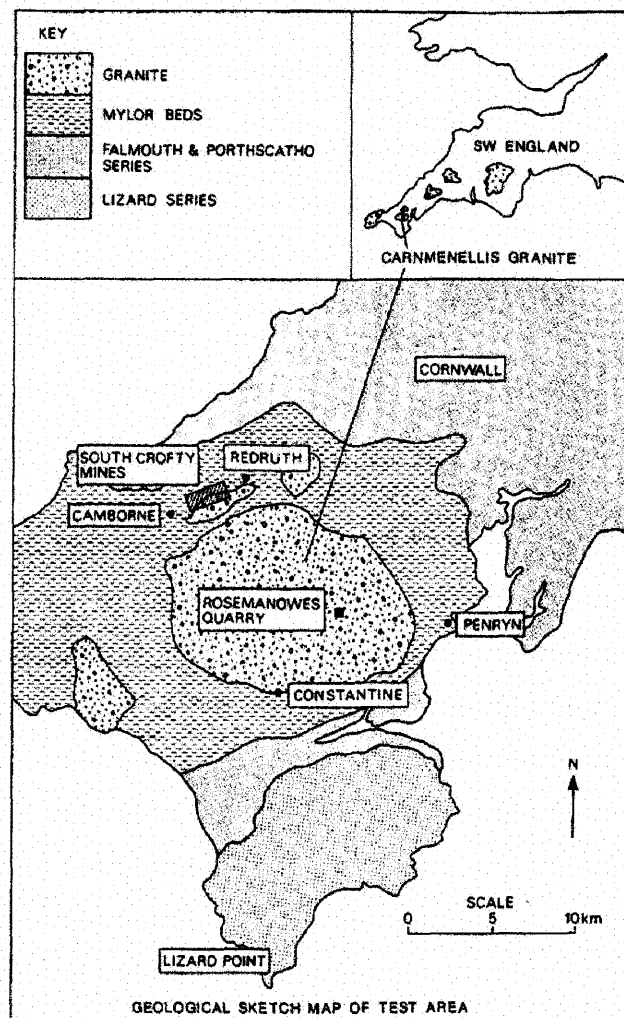 KEY
GRANITE
MYLOR BEDS
FALMOUTH & PORTHSCATHO
SERIES
LIZARD SERIES
SW ENGLAND
CARNMENELLIS GRANITE
CORNWALL
SOUTH CROFTY
MINES
REDRUTH
CAMBORNE
ROSEMANOWES
QUARRY
PENRYN
CONSTANTINE
N
SCALE
0 5 10km
LIZARD POINT
GEOLOGICAL SKETCH MAP OF TEST AREA